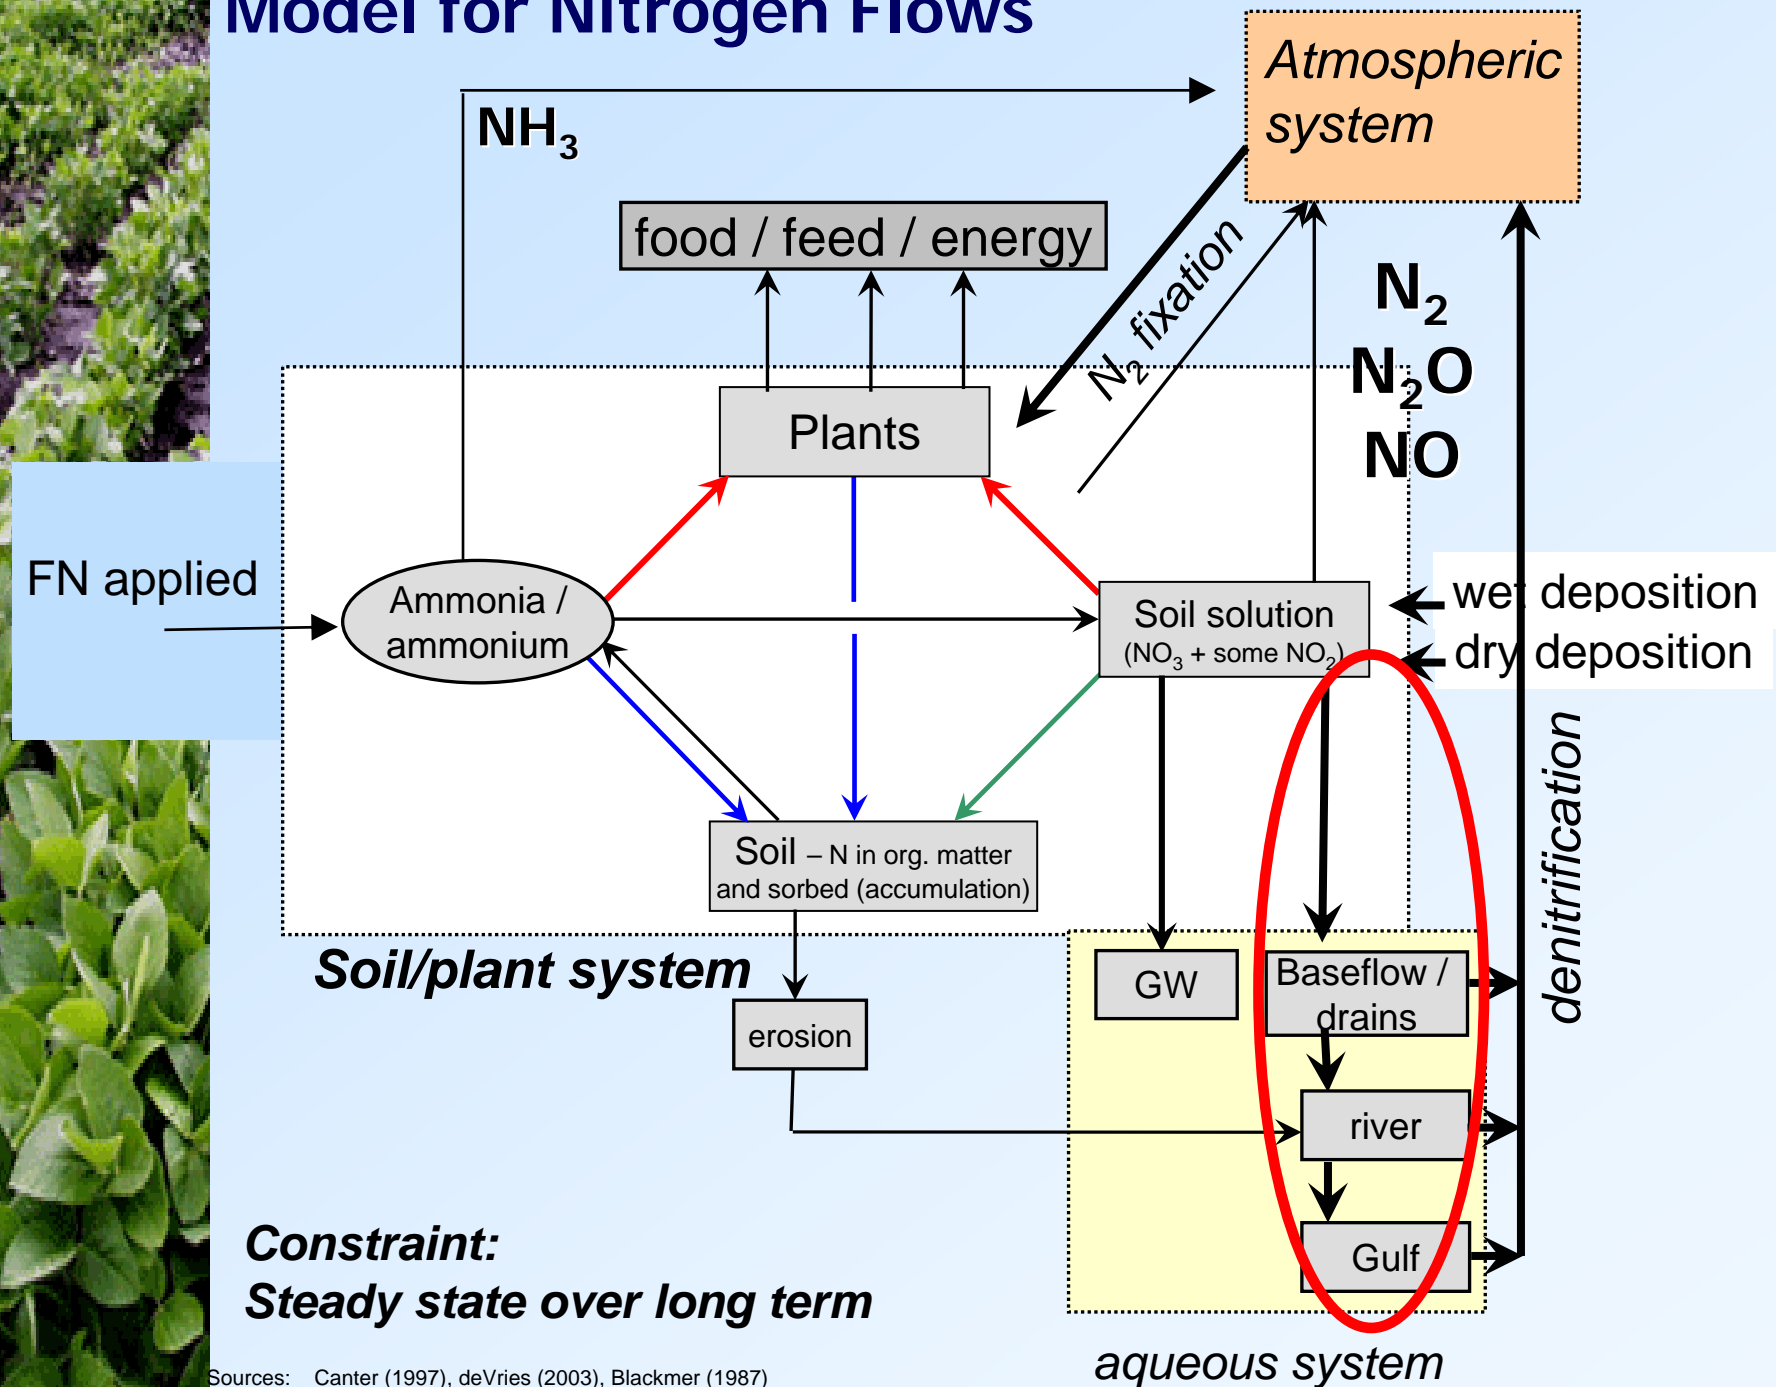 Model for Nitrogen Flows
Atmospheric
system
NH₃
food / feed / energy
N₂ fixation
N₂
N₂O
NO
Plants
FN applied
Ammonia /
ammonium
Soil solution
(NO₃ + some NO₂)
wet deposition
dry deposition
denitrification
Soil – N in org. matter
and sorbed (accumulation)
Soil/plant system
GW
Baseflow /
drains
erosion
river
Gulf
Constraint:
Steady state over long term
aqueous system
Sources: Canter (1997), deVries (2003), Blackmer (1987)